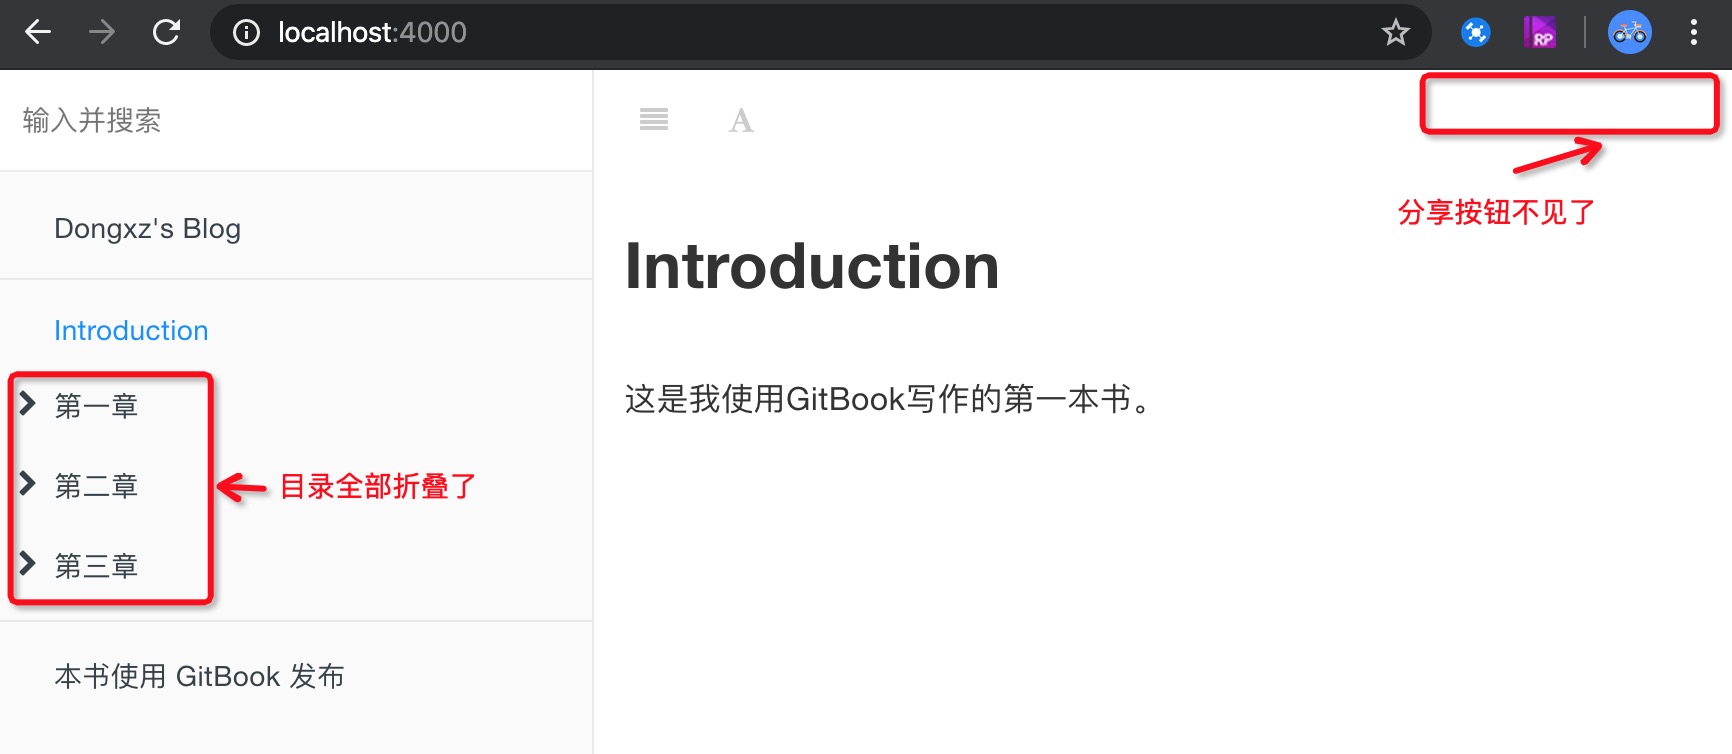 localhost:4000
RP
输入并搜索
A
分享按钮不见了
Dongxz's Blog
Introduction
Introduction
第一章
这是我使用GitBook写作的第一本书。
第二章
目录全部折叠了
第三章
本书使用 GitBook 发布